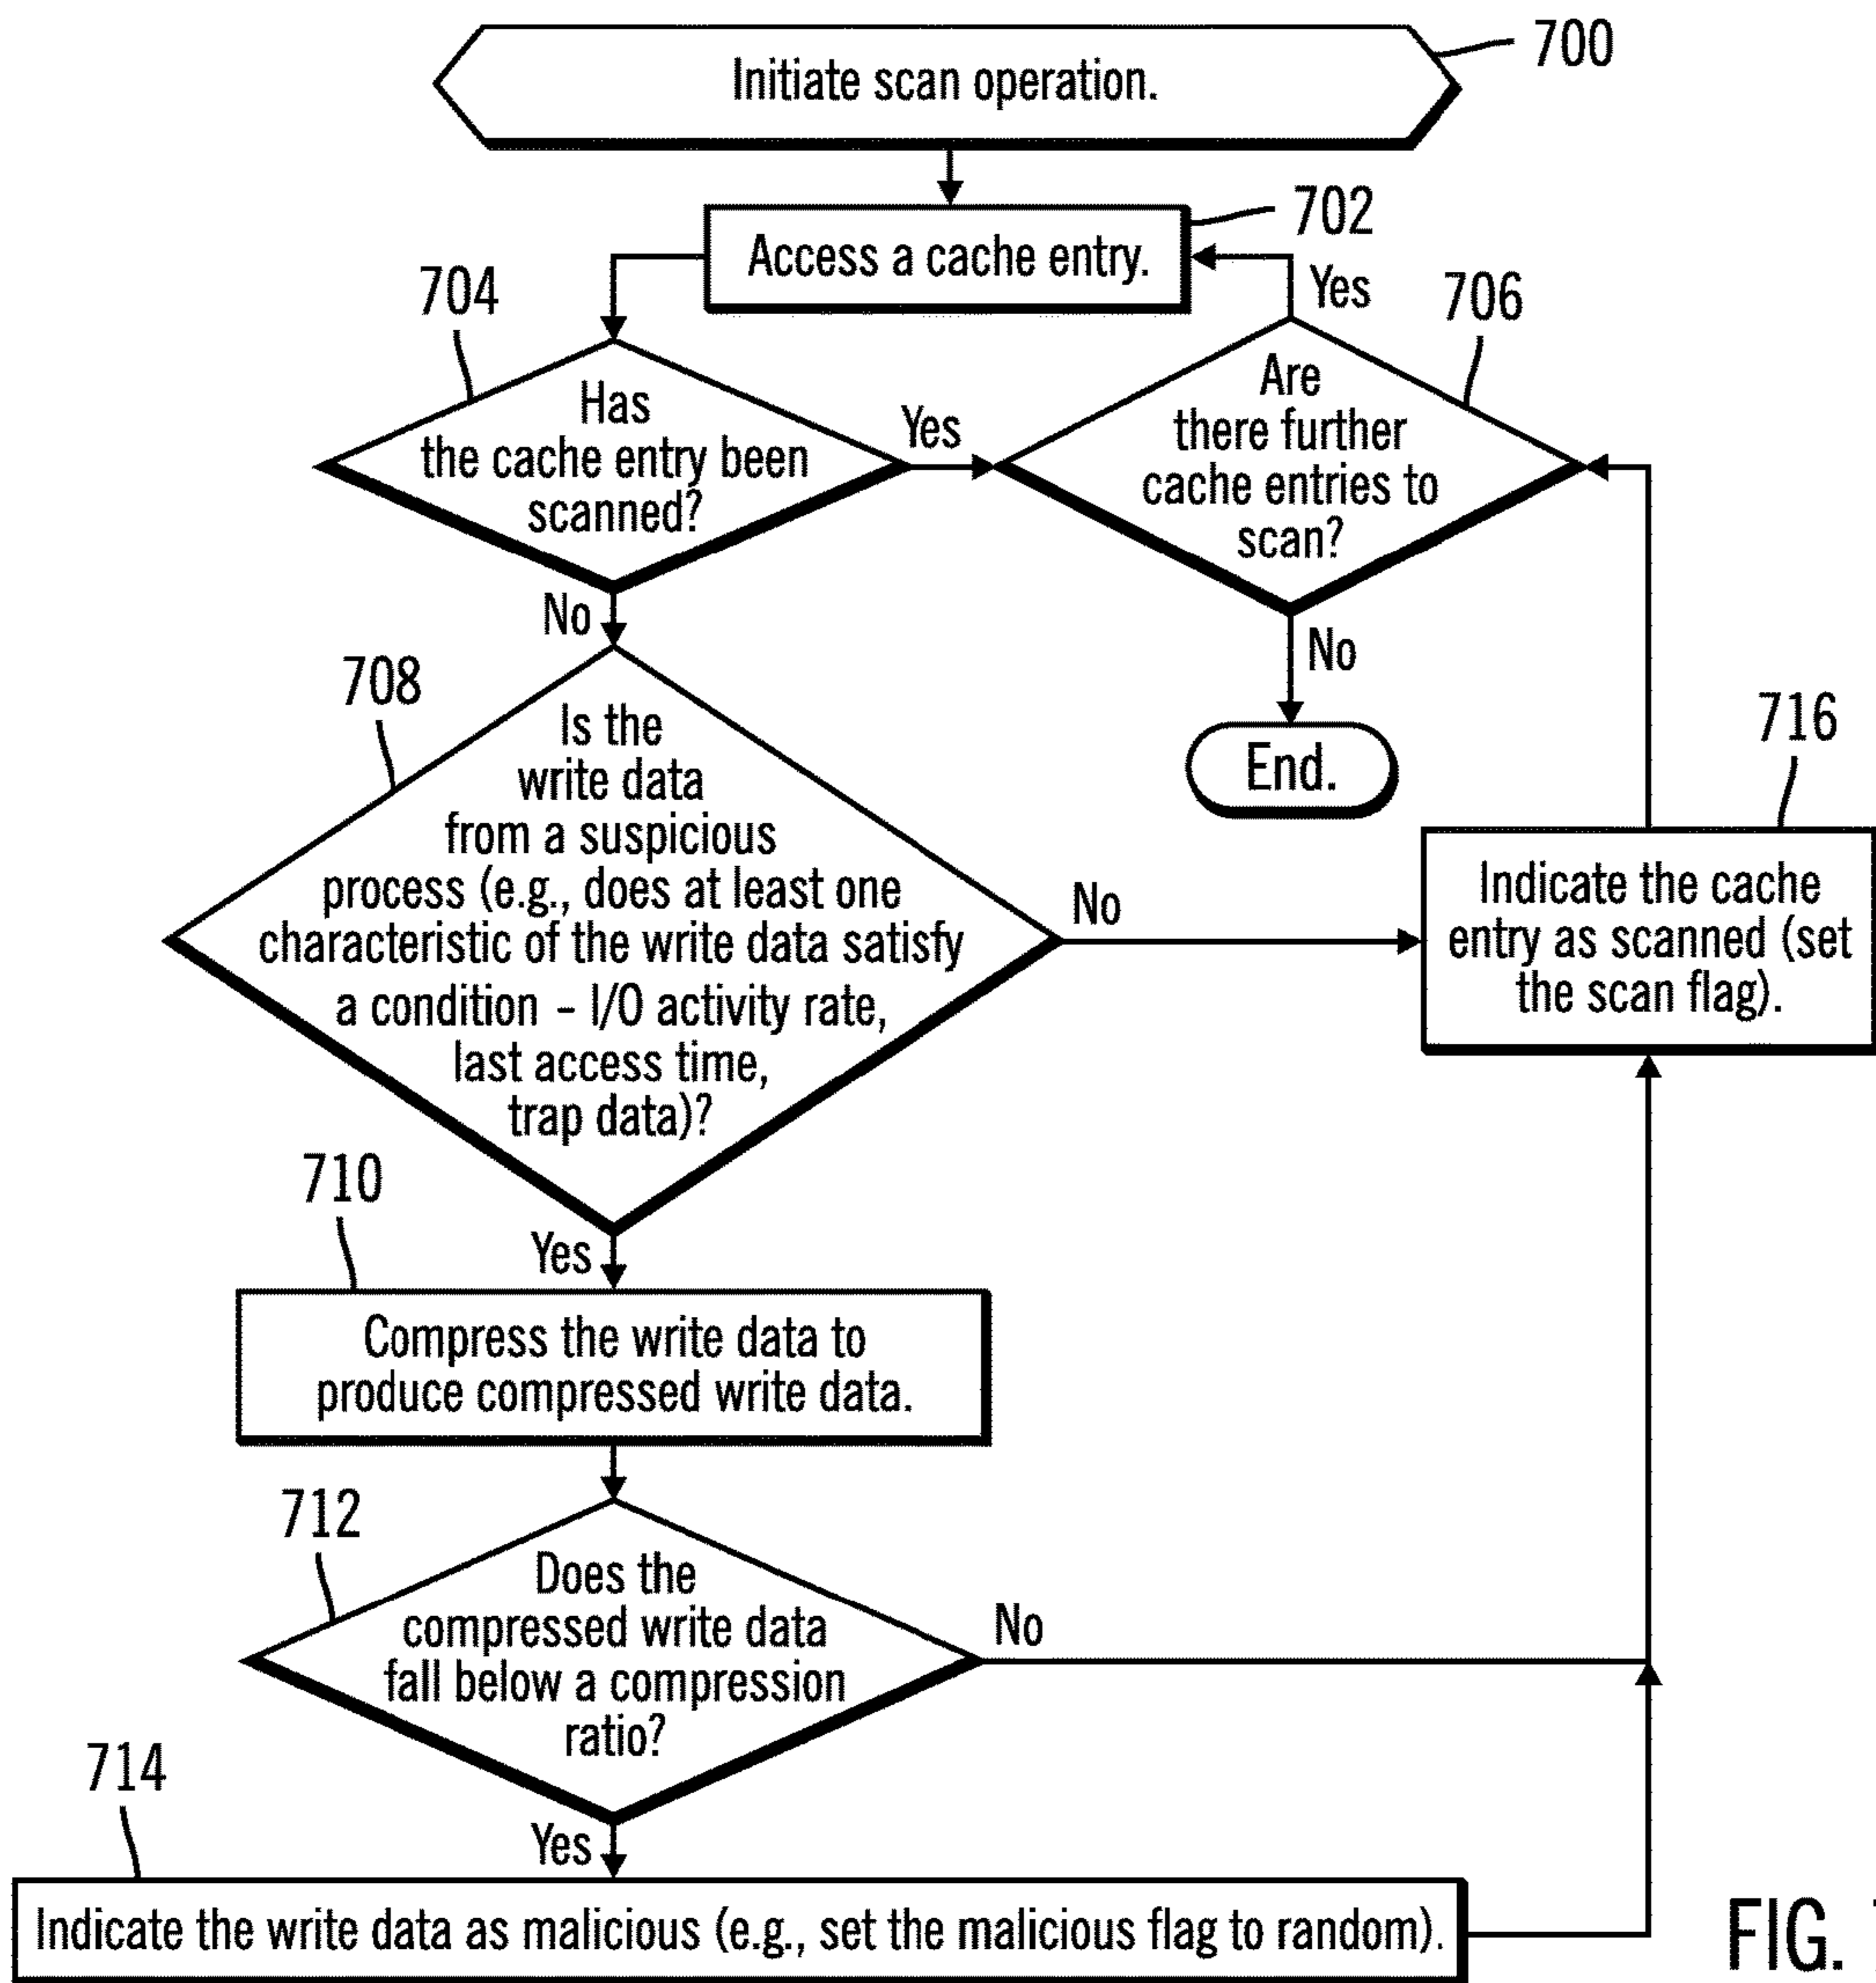 700
Initiate scan operation.
702
Access a cache entry.
704
Yes
706
Has
the cache entry been
scanned?
Yes
Are
there further
cache entries to
scan?
No
No
708
Is the
write data
from a suspicious
process (e.g., does at least one
characteristic of the write data satisfy
a condition - I/O activity rate,
last access time,
trap data)?
No
End.
716
Indicate the cache
entry as scanned (set
the scan flag).
710
Yes
Compress the write data to
produce compressed write data.
712
Does the
compressed write data
fall below a compression
ratio?
No
714
Yes
Indicate the write data as malicious (e.g., set the malicious flag to random).
FIG.